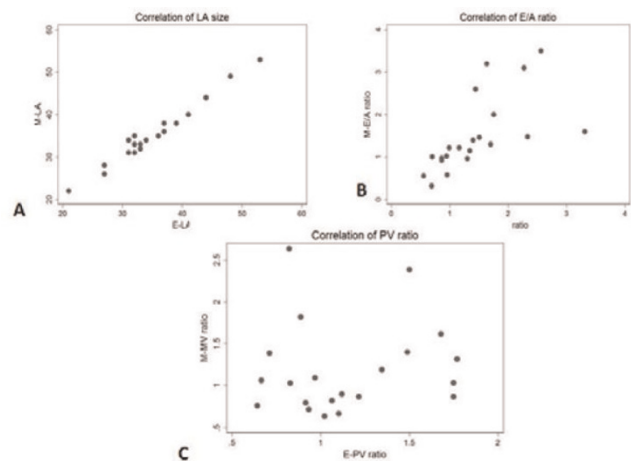 Correlation of LA size
M-LA
60
50
40
30
20
20
30
40
50
60
E-LA
A
Correlation of E/A ratio
M-E/A ratio
4
3
2
1
0
0
1
2
3
4
ratio
B
Correlation of PV ratio
M-MV ratio
2.5
2
1.5
1
.5
.5
1
1.5
2
E-PV ratio
C